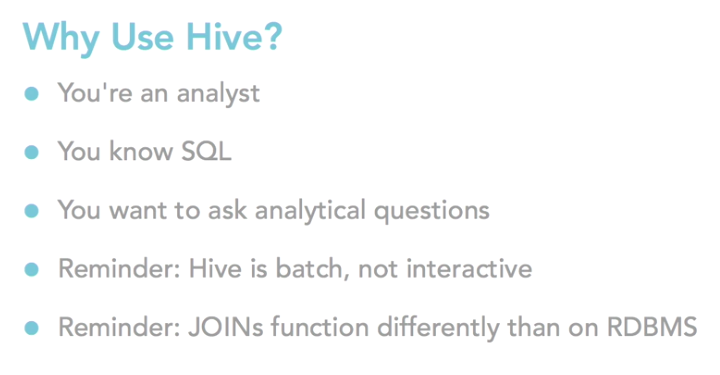 Why Use Hive?
You're an analyst
You know SQL
You want to ask analytical questions
Reminder: Hive is batch, not interactive
Reminder: JOINs function differently than on RDBMS